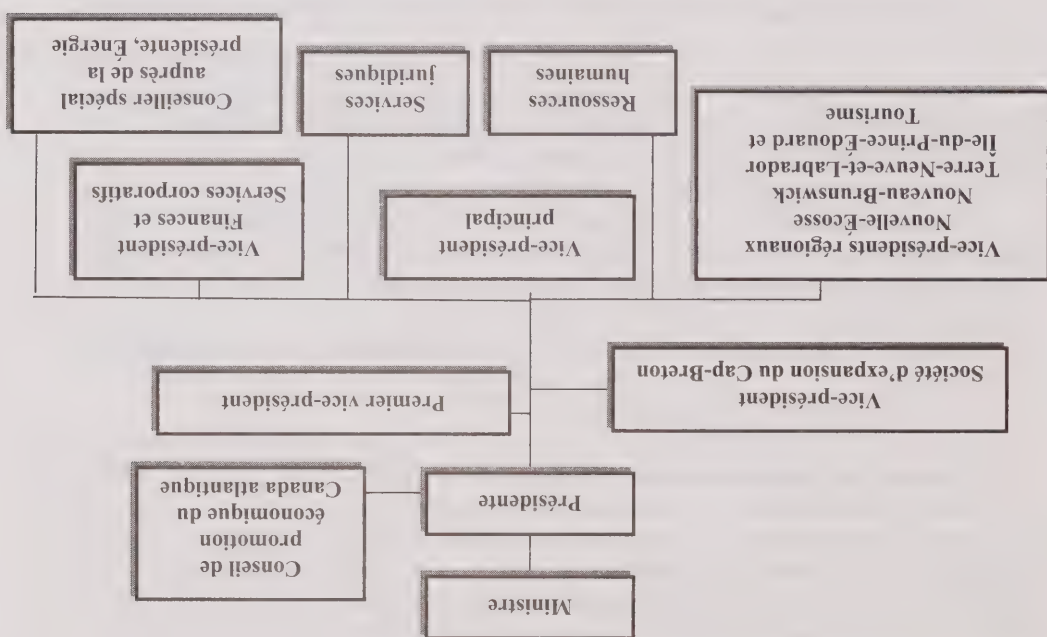 Ministre
Présidente
Conseil de
promotion
économique du
Canada atlantique
Vice-président
Société d'expansion du Cap-Breton
Premier vice-président
Vice-présidents régionaux
Nouvelle-Écosse
Nouveau-Brunswick
Terre-Neuve-et-Labrador
Île-du-Prince-Édouard et
Tourisme
Vice-président
principal
Vice-président
Finances et
Services corporatifs
Ressources
humaines
Services
juridiques
Conseiller spécial
auprès de la
présidente, Énergie